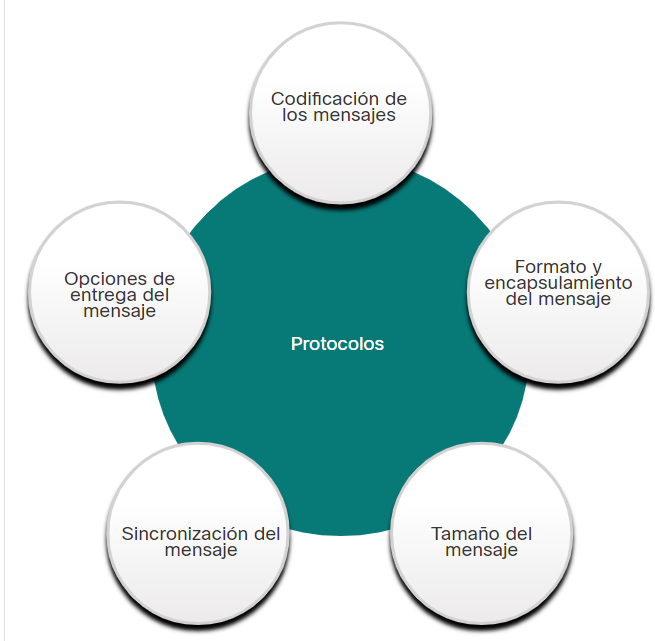 Codificación de
los mensajes
Opciones de
entrega del
mensaje
Formato y
encapsulamiento
del mensaje
Protocolos
Sincronización del
mensaje
Tamaño del
mensaje